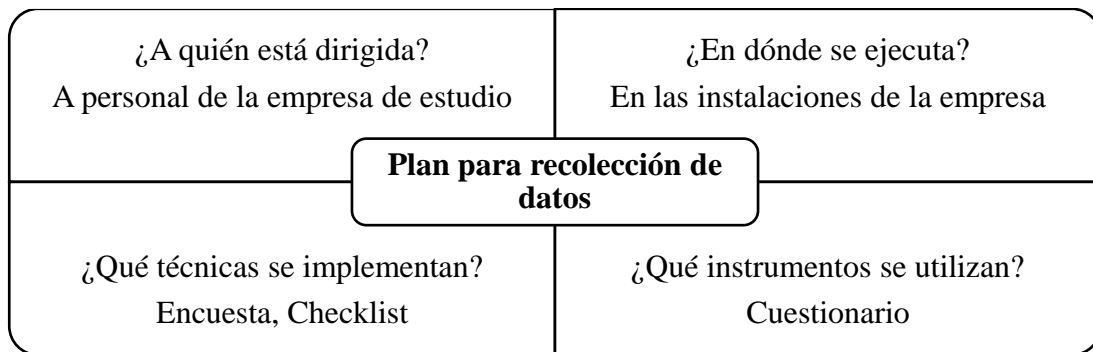 ¿A quién está dirigida?
A personal de la empresa de estudio
¿En dónde se ejecuta?
En las instalaciones de la empresa
Plan para recolección de
datos
¿Qué técnicas se implementan?
Encuesta, Checklist
¿Qué instrumentos se utilizan?
Cuestionario